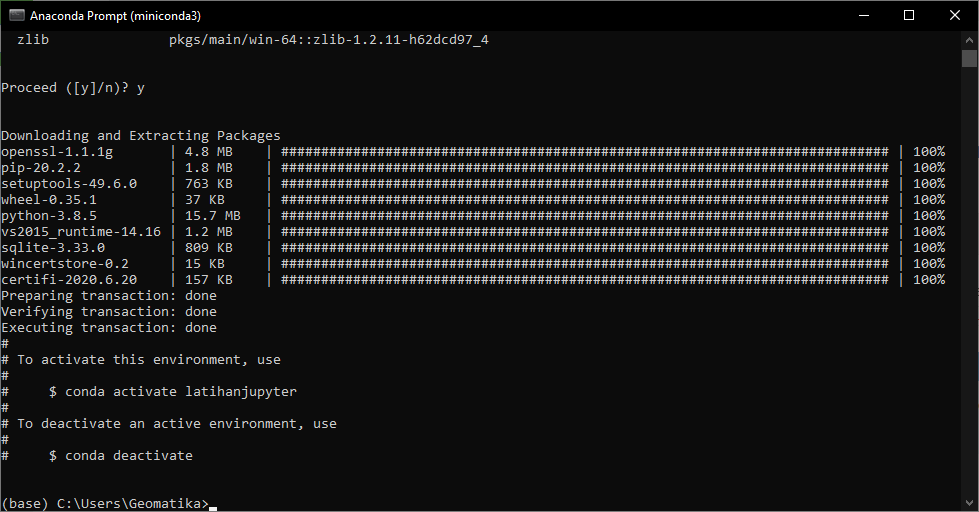 Anaconda Prompt (miniconda3)
  zlib               pkgs/main/win-64::zlib-1.2.11-h62dcd97_4
Proceed ([y]/n)? y
Downloading and Extracting Packages
openssl-1.1.1g       | 4.8 MB    | ############################################################################ | 100%
pip-20.2.2           | 1.8 MB    | ############################################################################ | 100%
setuptools-49.6.0    | 763 KB    | ############################################################################ | 100%
wheel-0.35.1         | 37 KB     | ############################################################################ | 100%
python-3.8.5         | 15.7 MB   | ############################################################################ | 100%
vs2015_runtime-14.16 | 1.2 MB    | ############################################################################ | 100%
sqlite-3.33.0        | 809 KB    | ############################################################################ | 100%
wincertstore-0.2     | 15 KB     | ############################################################################ | 100%
certifi-2020.6.20    | 157 KB    | ############################################################################ | 100%
Preparing transaction: done
Verifying transaction: done
Executing transaction: done
#
# To activate this environment, use
#
#     $ conda activate latihanjupyter
#
# To deactivate an active environment, use
#
#     $ conda deactivate
(base) C:\Users\Geomatika>